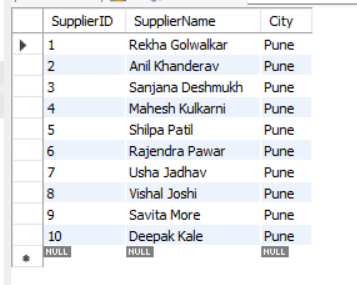 SupplierID SupplierName City
1 Rekha Golwalkar Pune
2 Anil Khanderav Pune
3 Sanjana Deshmukh Pune
4 Mahesh Kulkarni Pune
5 Shilpa Patil Pune
6 Rajendra Pawar Pune
7 Usha Jadhav Pune
8 Vishal Joshi Pune
9 Savita More Pune
10 Deepak Kale Pune
NULL NULL NULL